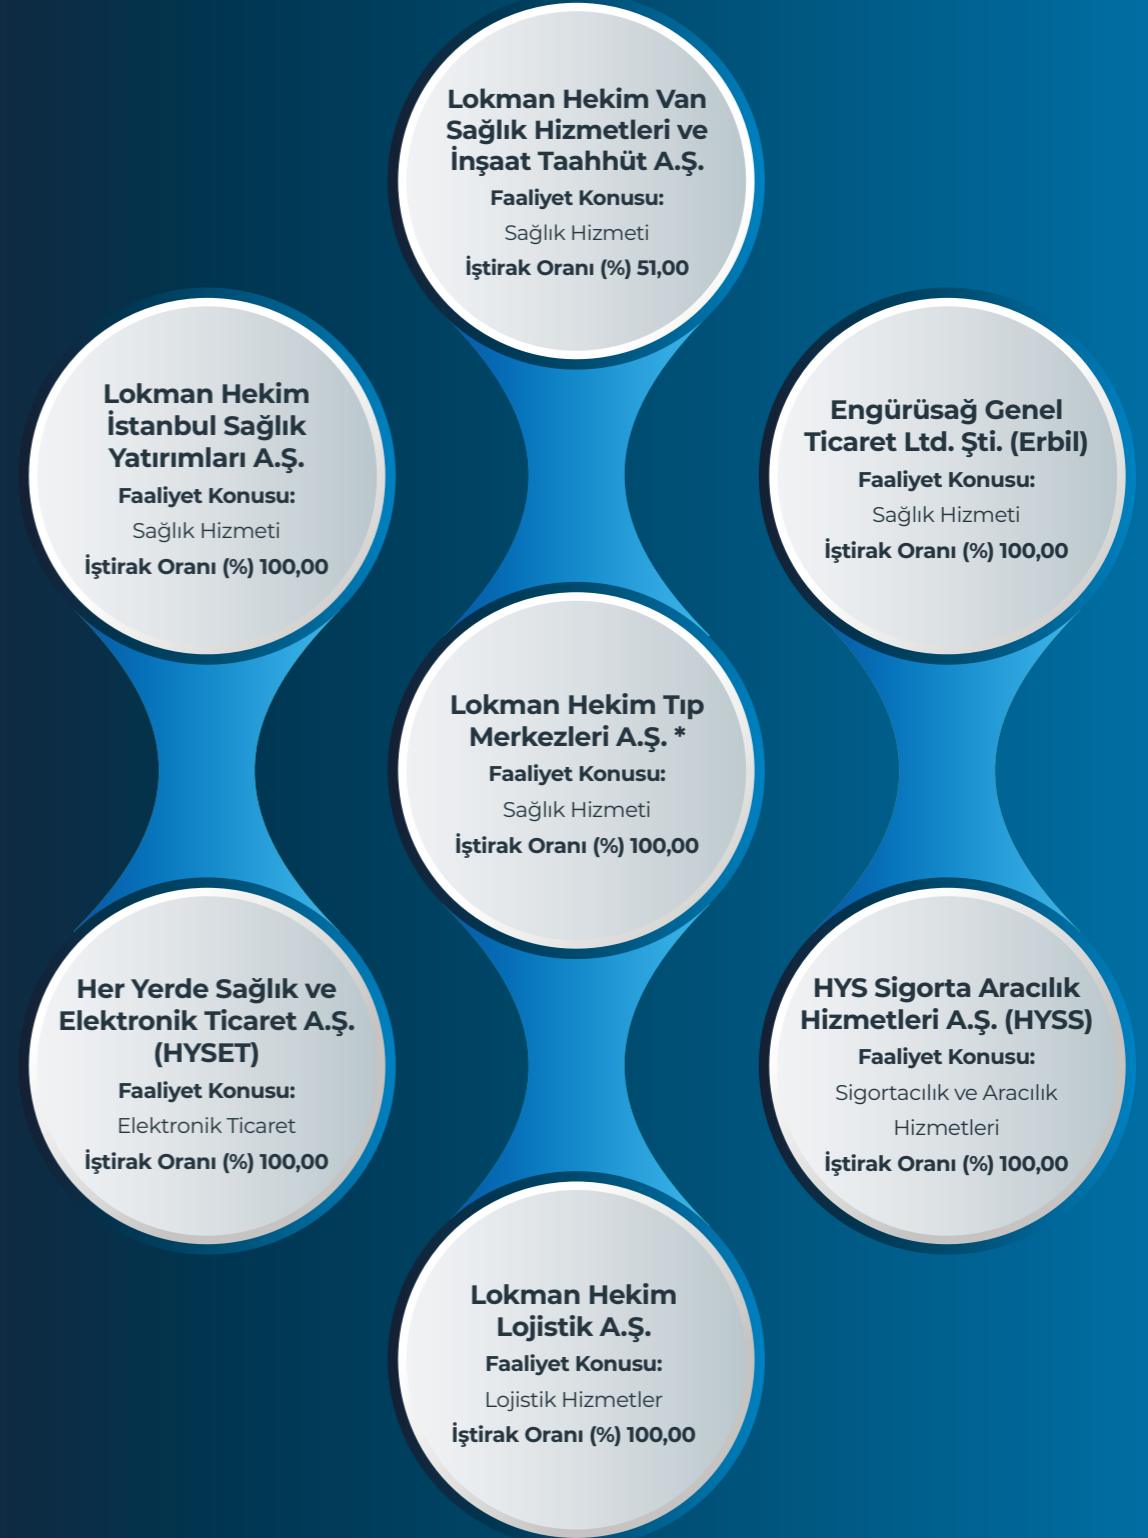 Lokman Hekim Van
Sağlık Hizmetleri ve
İnşaat Taahhüt A.Ş.
Faaliyet Konusu:
Sağlık Hizmeti
İştirak Oranı (%) 51,00
Lokman Hekim
İstanbul Sağlık
Yatırımları A.Ş.
Faaliyet Konusu:
Sağlık Hizmeti
İştirak Oranı (%) 100,00
Engürüsağ Genel
Ticaret Ltd. Şti. (Erbil)
Faaliyet Konusu:
Sağlık Hizmeti
İştirak Oranı (%) 100,00
Lokman Hekim Tıp
Merkezleri A.Ş. *
Faaliyet Konusu:
Sağlık Hizmeti
İştirak Oranı (%) 100,00
Her Yerde Sağlık ve
Elektronik Ticaret A.Ş.
(HYSET)
Faaliyet Konusu:
Elektronik Ticaret
İştirak Oranı (%) 100,00
HYS Sigorta Aracılık
Hizmetleri A.Ş. (HYSS)
Faaliyet Konusu:
Sigortacılık ve Aracılık
Hizmetleri
İştirak Oranı (%) 100,00
Lokman Hekim
Lojistik A.Ş.
Faaliyet Konusu:
Lojistik Hizmetler
İştirak Oranı (%) 100,00